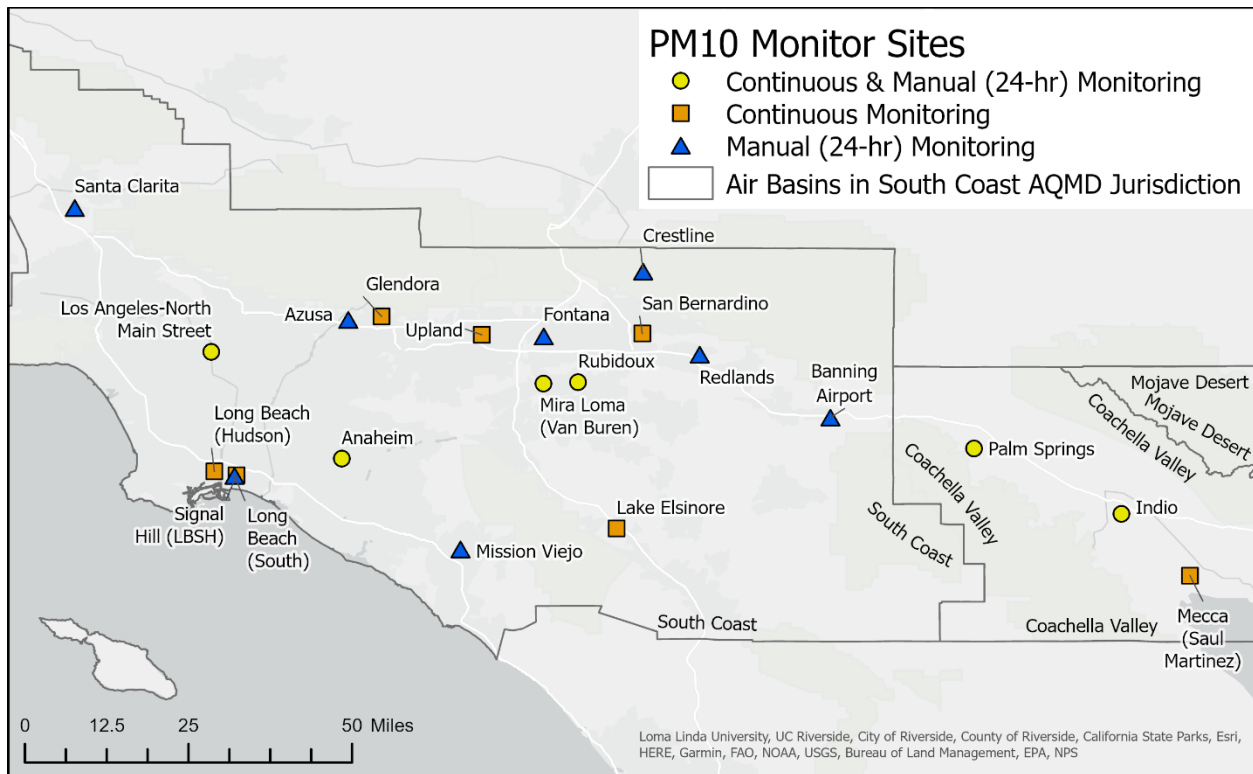 PM10 Monitor Sites
Continuous & Manual (24-hr) Monitoring
Continuous Monitoring
Manual (24-hr) Monitoring
Air Basins in South Coast AQMD Jurisdiction
Santa Clarita
Crestline
Glendora
Los Angeles-North
Main Street
Azusa
Upland
Fontana
San Bernardino
Rubidoux
Redlands
Mira Loma
(Van Buren)
Banning
Airport
Mojave Desert
Mojave Desert
Coachella Valley
Long Beach
(Hudson)
Anaheim
Palm Springs
Coachella Valley
South Coast
Indio
Lake Elsinore
Signal
Hill (LBSH)
Long
Beach
(South)
Mission Viejo
South Coast
Coachella Valley
Mecca
(Saul
Martinez)
0 12.5 25 50 Miles
Loma Linda University, UC Riverside, City of Riverside, County of Riverside, California State Parks, Esri,
HERE, Garmin, FAO, NOAA, USGS, Bureau of Land Management, EPA, NPS